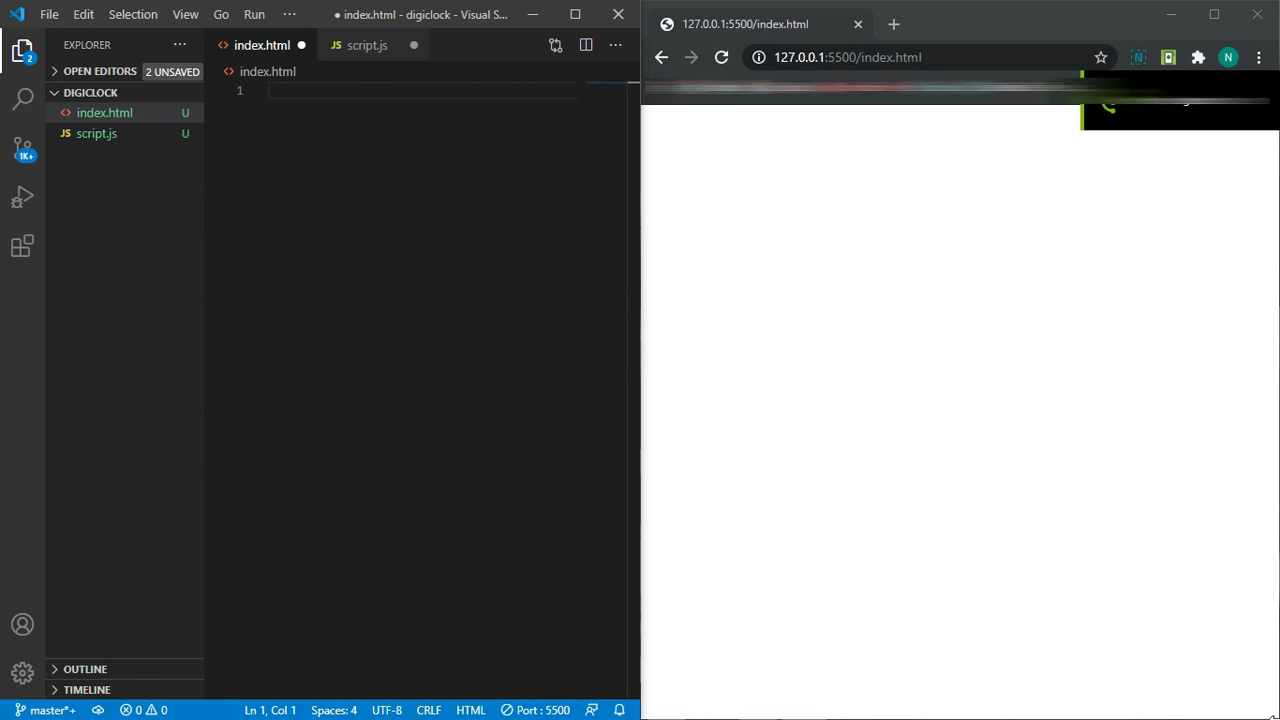 File Edit Selection View Go Run ··· ● index.html - digiclock - Visual S...
127.0.0.1:5500/index.html
EXPLORER ···
index.html ●
JS script.js ●
127.0.0.1:5500/index.html
N
N
2
OPEN EDITORS 2 UNSAVED
<> index.html
DIGICLOCK
1
<> index.html U
JS script.js U
1K+
OUTLINE
TIMELINE
master*+ 0 0 Ln 1, Col 1 Spaces: 4 UTF-8 CRLF HTML Port : 5500